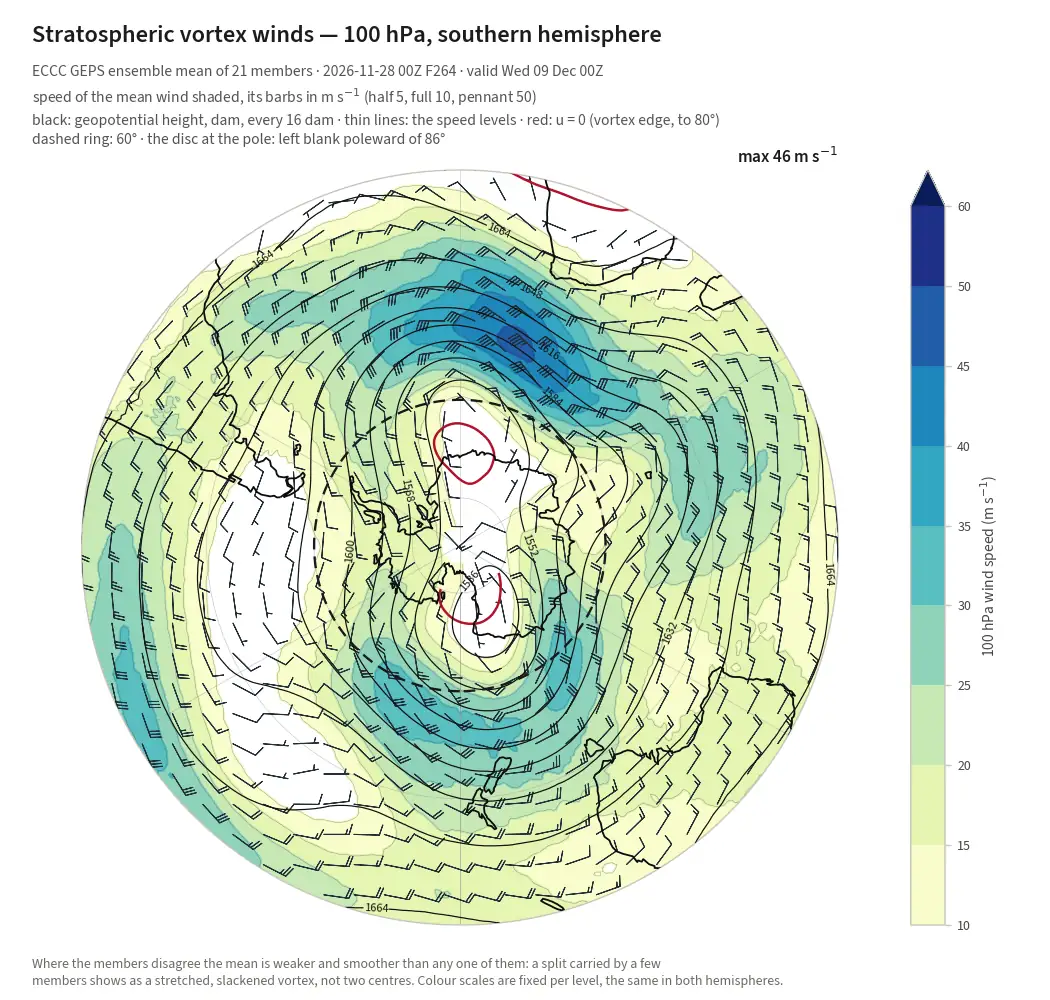 Stratospheric vortex winds — 100 hPa, southern hemisphere
ECCC GEPS ensemble mean of 21 members · 2026-11-28 00Z F264 · valid Wed 09 Dec 00Z
speed of the mean wind shaded, its barbs in m s⁻¹ (half 5, full 10, pennant 50)
black: geopotential height, dam, every 16 dam · thin lines: the speed levels · red: u = 0 (vortex edge, to 80°)
dashed ring: 60° · the disc at the pole: left blank poleward of 86°
max 46 m s⁻¹
1664
1664
1648
1616
1584
1568
1552
1600
1536
1632
1664
1664
60
50
45
40
35
30
25
20
15
10
100 hPa wind speed (m s⁻¹)
Where the members disagree the mean is weaker and smoother than any one of them: a split carried by a few
members shows as a stretched, slackened vortex, not two centres. Colour scales are fixed per level, the same in both hemispheres.